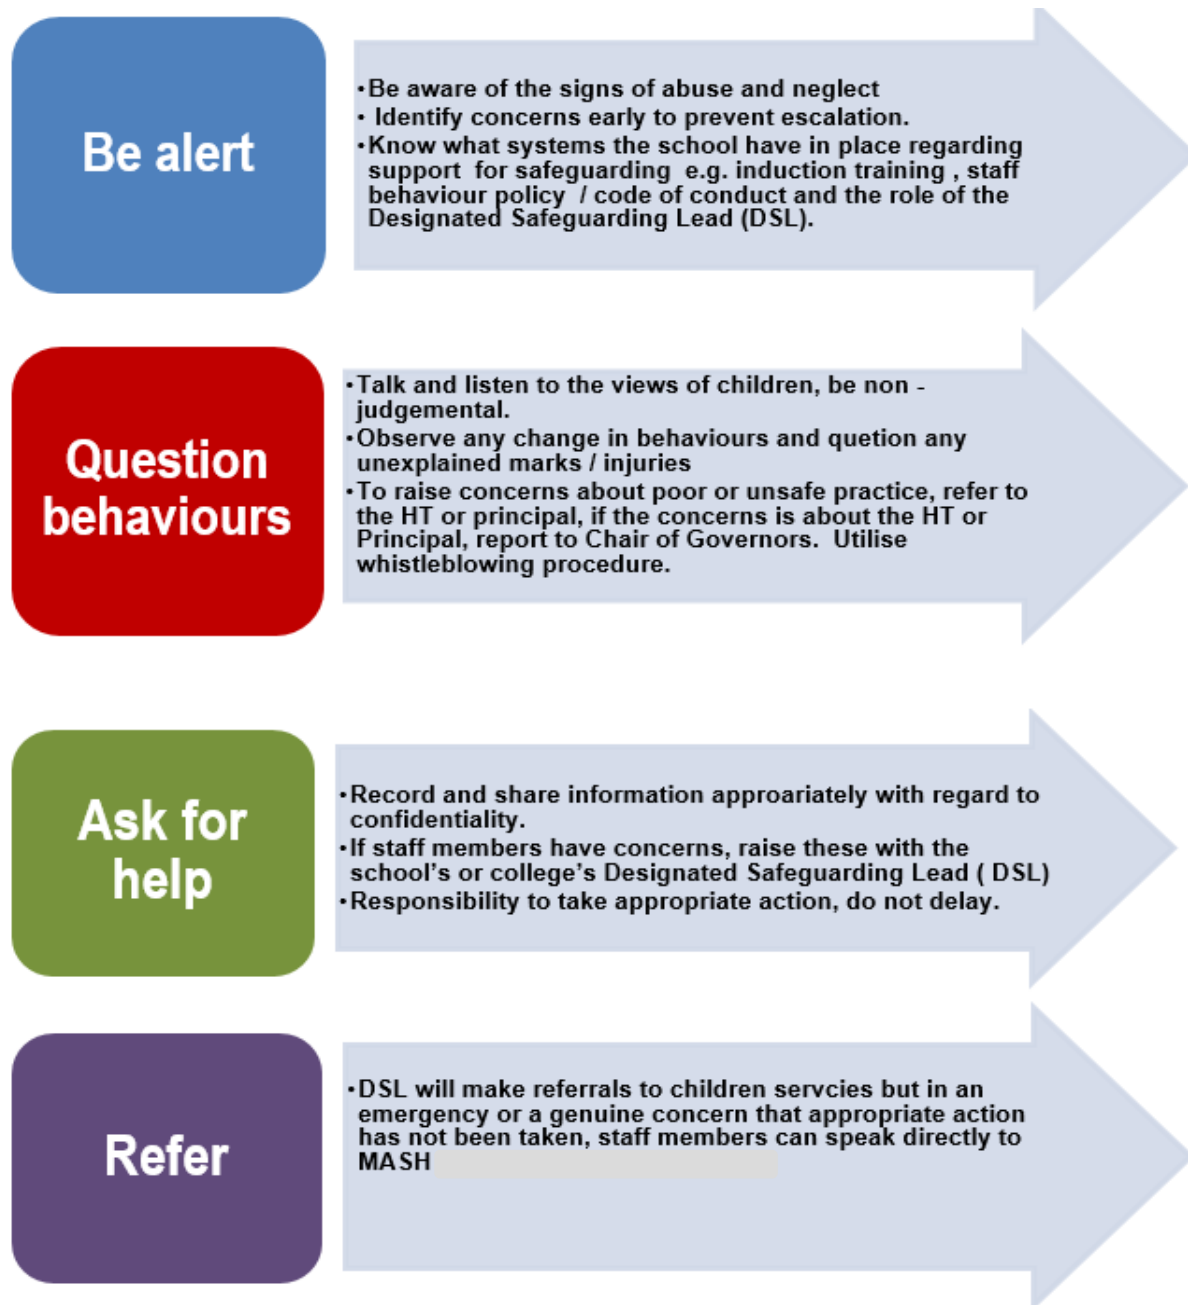 Be alert
•Be aware of the signs of abuse and neglect
• Identify concerns early to prevent escalation.
•Know what systems the school have in place regarding
support for safeguarding e.g. induction training , staff
behaviour policy / code of conduct and the role of the
Designated Safeguarding Lead (DSL).
Question
behaviours
•Talk and listen to the views of children, be non -
judgemental.
•Observe any change in behaviours and quetion any
unexplained marks / injuries
•To raise concerns about poor or unsafe practice, refer to
the HT or principal, if the concerns is about the HT or
Principal, report to Chair of Governors. Utilise
whistleblowing procedure.
Ask for
help
•Record and share information approariately with regard to
confidentiality.
•If staff members have concerns, raise these with the
school's or college's Designated Safeguarding Lead ( DSL)
•Responsibility to take appropriate action, do not delay.
Refer
•DSL will make referrals to children servcies but in an
emergency or a genuine concern that appropriate action
has not been taken, staff members can speak directly to
MASH